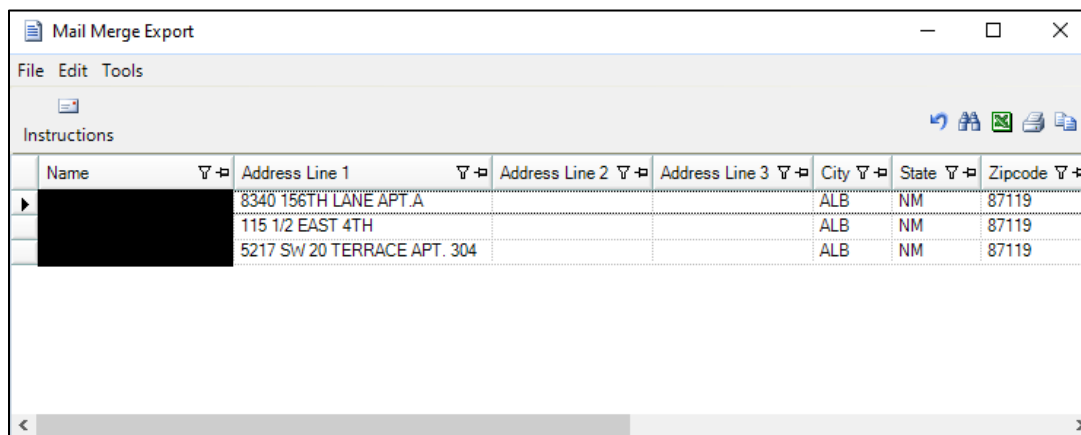 Mail Merge Export
File Edit Tools
Instructions
Name Address Line 1 Address Line 2 Address Line 3 City State Zipcode
8340 156TH LANE APT.A ALB NM 87119
115 1/2 EAST 4TH ALB NM 87119
5217 SW 20 TERRACE APT. 304 ALB NM 87119